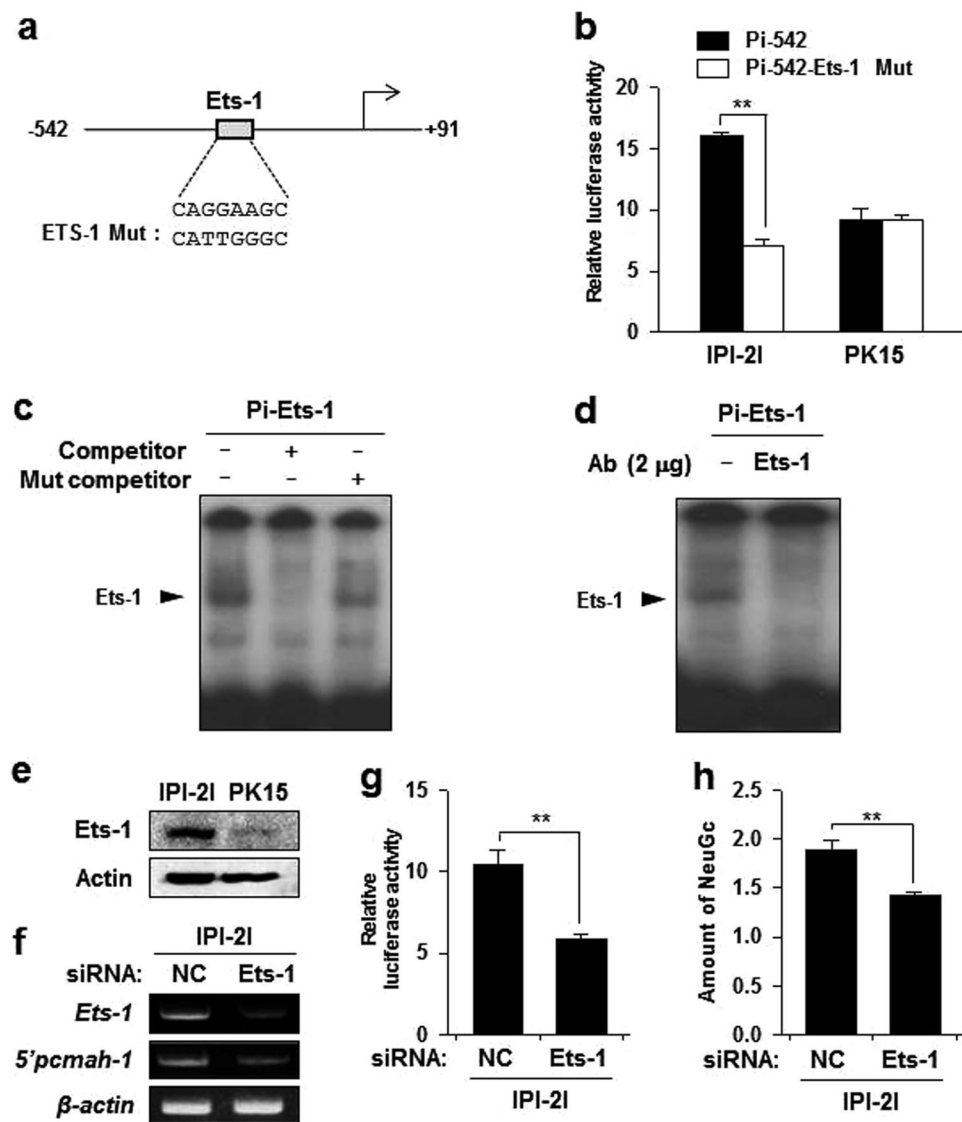 a
Ets-1
-542
+91
CAGGAAGC
ETS-1 Mut : CATTGGGC
b
Pi-542
Pi-542-Ets-1 Mut
Relative luciferase activity
20
15
10
5
0
**
IPI-2I
PK15
c
Pi-Ets-1
Competitor – + –
Mut competitor – – +
Ets-1
d
Pi-Ets-1
Ab (2 μg) – Ets-1
Ets-1
e
IPI-2I PK15
Ets-1
Actin
f
IPI-2I
siRNA: NC Ets-1
Ets-1
5'pcmah-1
β-actin
g
Relative
luciferase activity
15
10
5
0
**
siRNA: NC Ets-1
IPI-2I
h
Amount of NeuGc
2.5
2.0
1.5
1.0
0.5
0.0
**
siRNA: NC Ets-1
IPI-2I